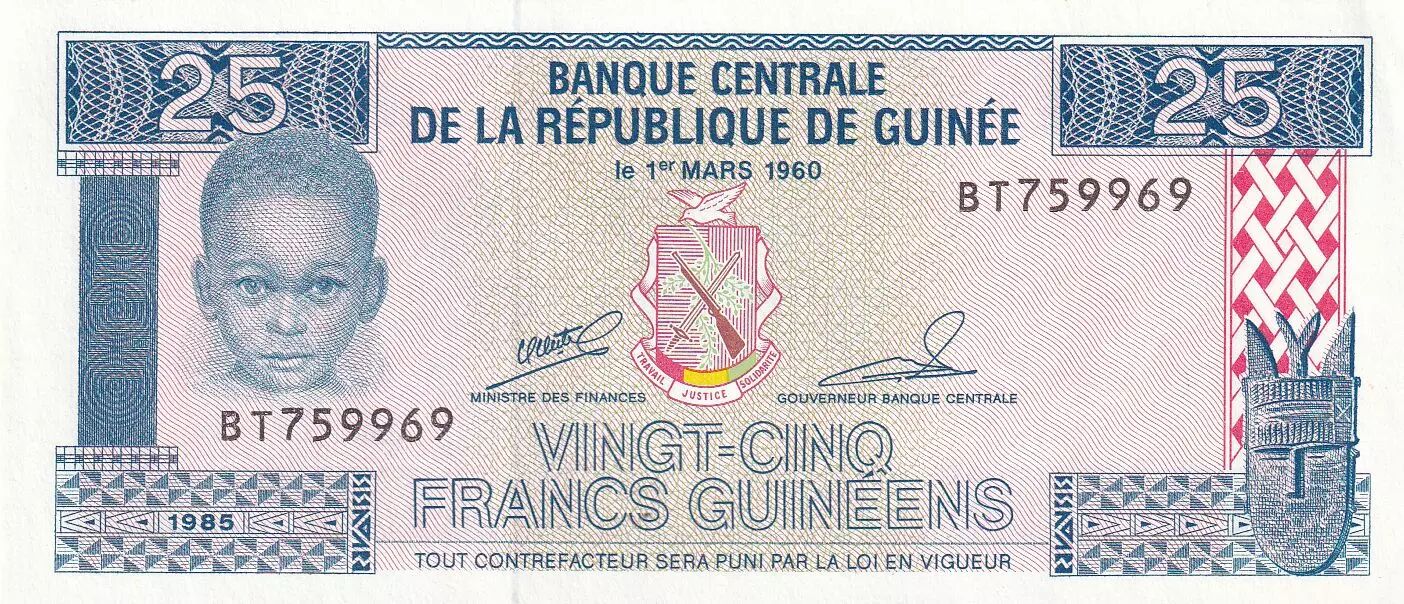 25
25
BANQUE CENTRALE
DE LA RÉPUBLIQUE DE GUINÉE
le 1er MARS 1960
BT759969
TRAVAIL JUSTICE SOLIDARITE
MINISTRE DES FINANCES
GOUVERNEUR BANQUE CENTRALE
BT759969
VINGT-CINQ
FRANCS GUINÉENS
1985
TOUT CONTREFACTEUR SERA PUNI PAR LA LOI EN VIGUEUR